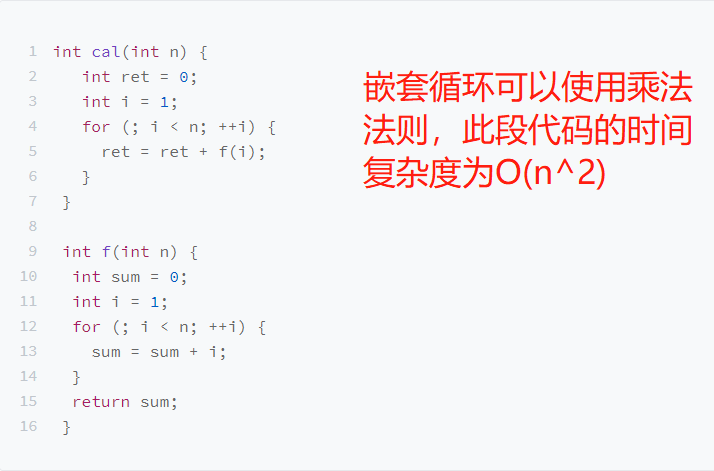 1 int cal(int n) {
2 int ret = 0;
3 int i = 1;
4 for (; i < n; ++i) {
5 ret = ret + f(i);
6 }
7 }
8
9 int f(int n) {
10 int sum = 0;
11 int i = 1;
12 for (; i < n; ++i) {
13 sum = sum + i;
14 }
15 return sum;
16 }
嵌套循环可以使用乘法
法则，此段代码的时间
复杂度为O(n^2)